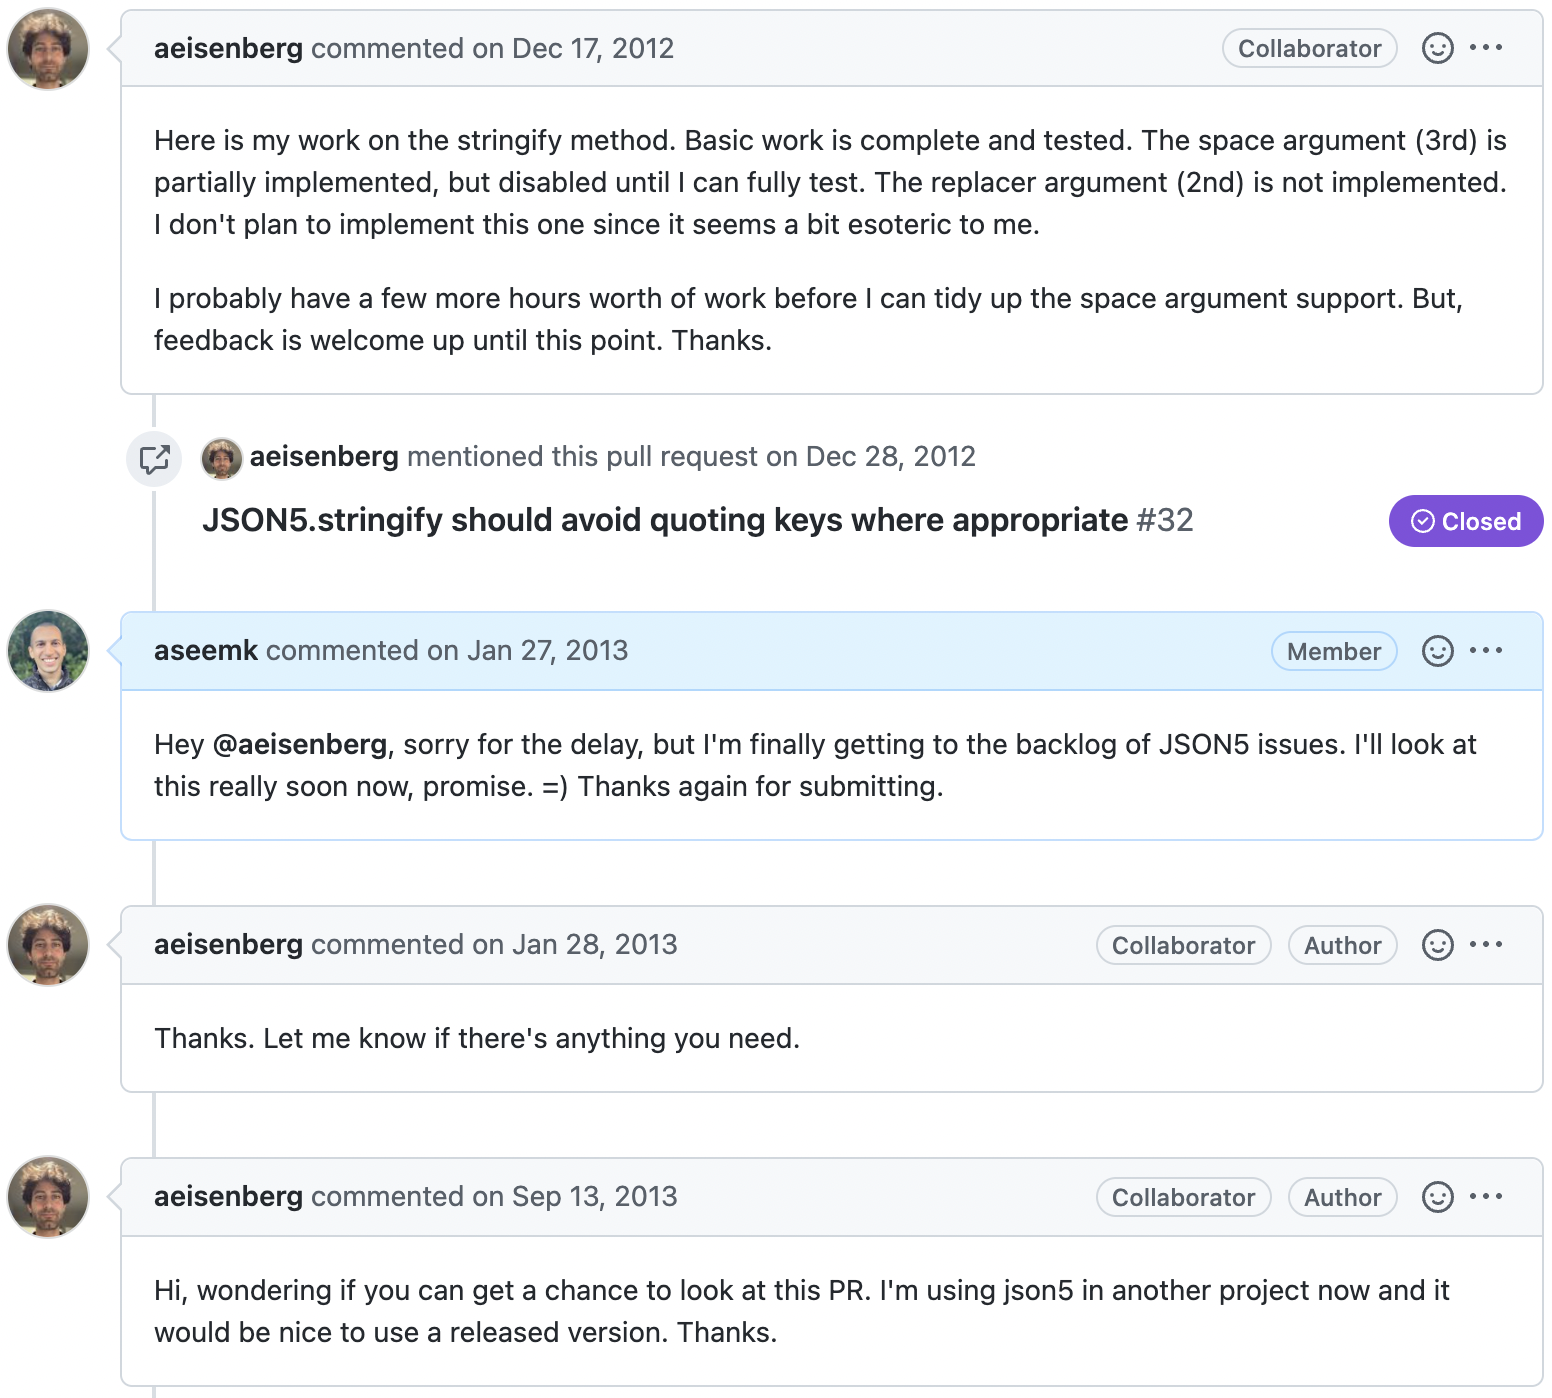 aeisenberg commented on Dec 17, 2012 Collaborator
Here is my work on the stringify method. Basic work is complete and tested. The space argument (3rd) is
partially implemented, but disabled until I can fully test. The replacer argument (2nd) is not implemented.
I don't plan to implement this one since it seems a bit esoteric to me.
I probably have a few more hours worth of work before I can tidy up the space argument support. But,
feedback is welcome up until this point. Thanks.
aeisenberg mentioned this pull request on Dec 28, 2012
JSON5.stringify should avoid quoting keys where appropriate #32 Closed
aseemk commented on Jan 27, 2013 Member
Hey @aeisenberg, sorry for the delay, but I'm finally getting to the backlog of JSON5 issues. I'll look at
this really soon now, promise. =) Thanks again for submitting.
aeisenberg commented on Jan 28, 2013 Collaborator Author
Thanks. Let me know if there's anything you need.
aeisenberg commented on Sep 13, 2013 Collaborator Author
Hi, wondering if you can get a chance to look at this PR. I'm using json5 in another project now and it
would be nice to use a released version. Thanks.